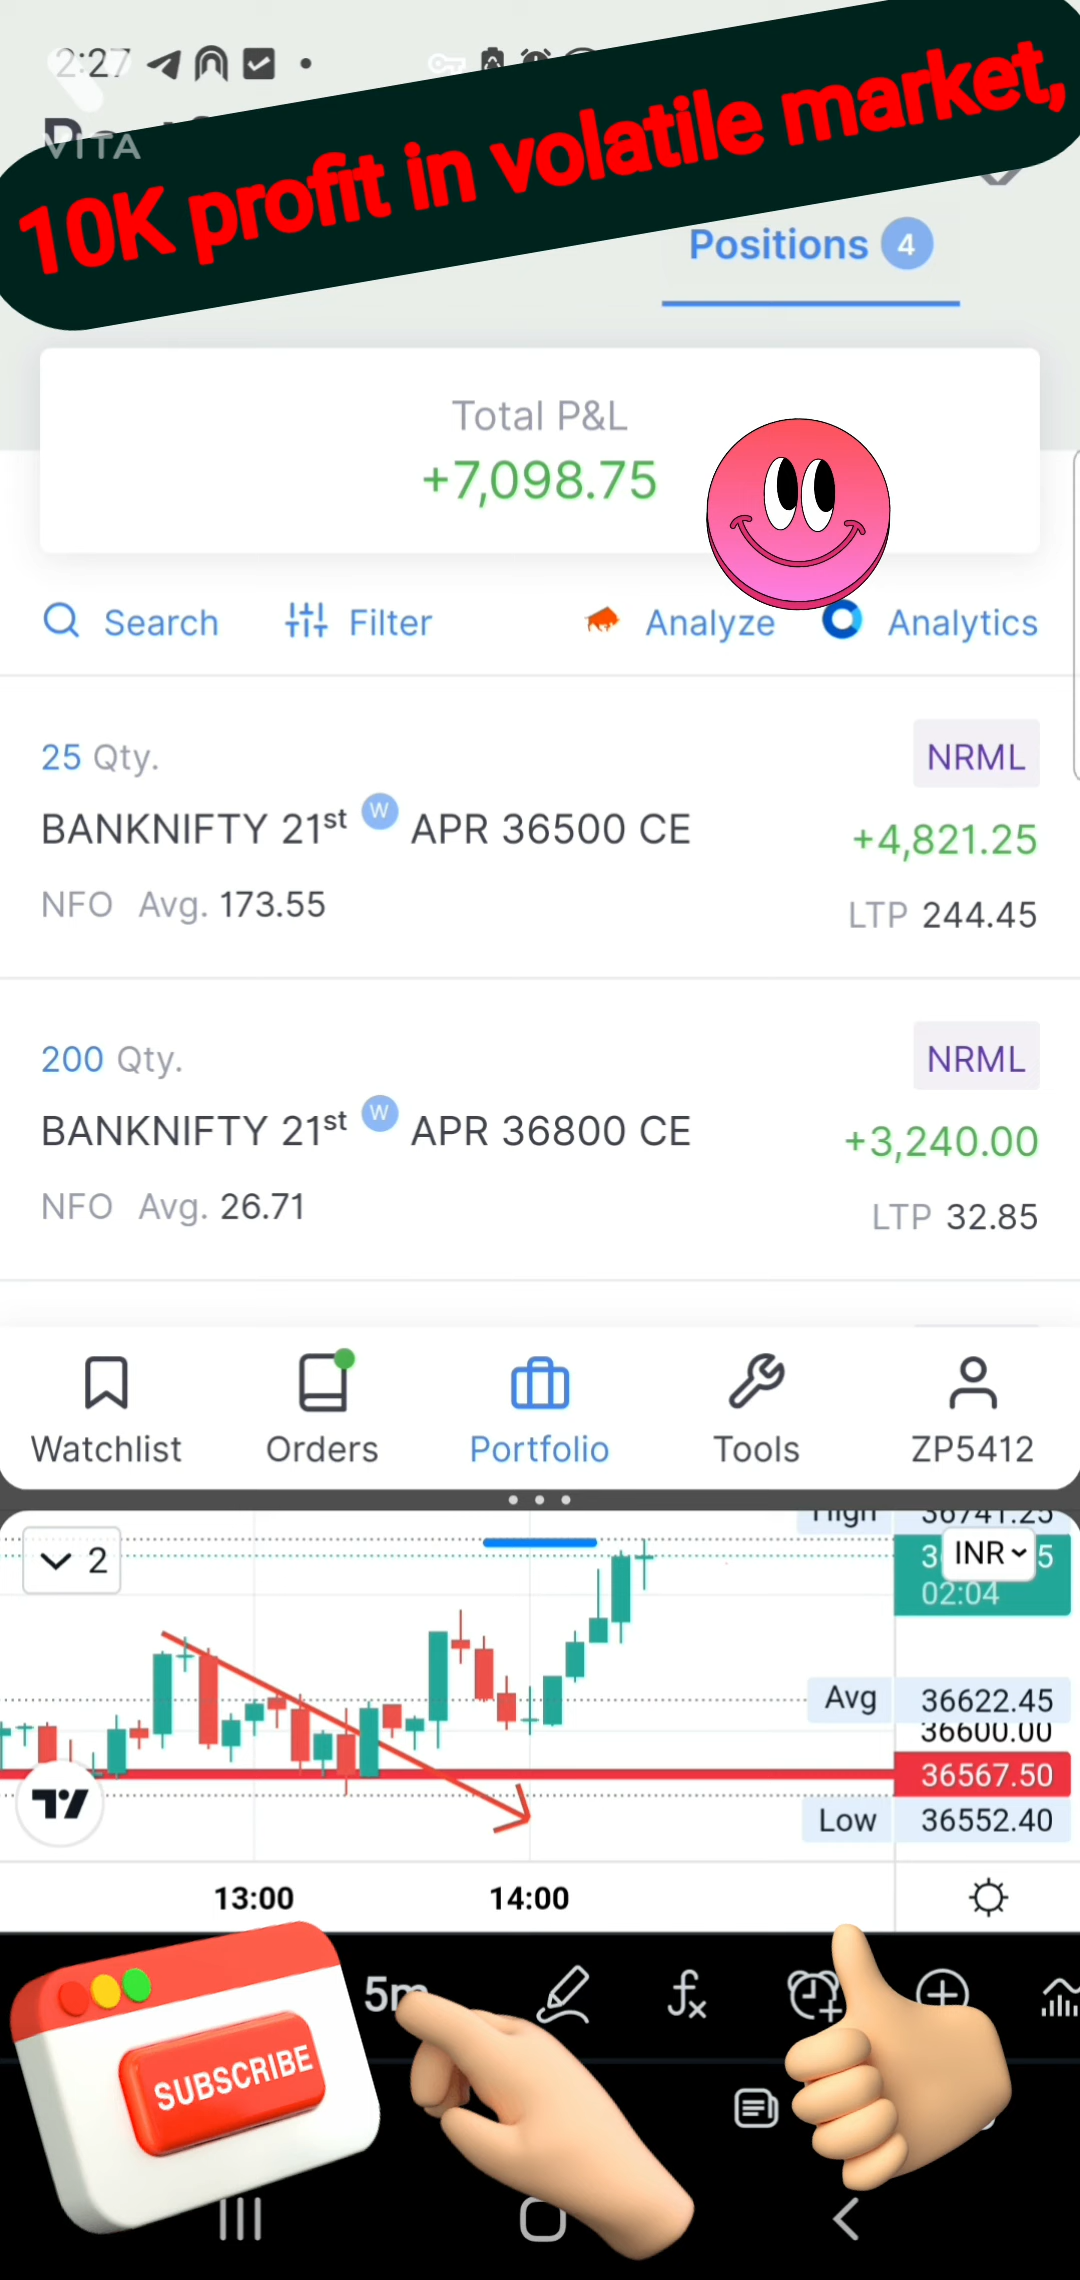 2:27
VITA
10K profit in volatile market,
Positions 4
Total P&L
+7,098.75
Search Filter Analyze Analytics
25 Qty. NRML
BANKNIFTY 21st W APR 36500 CE +4,821.25
NFO Avg. 173.55 LTP 244.45
200 Qty. NRML
BANKNIFTY 21st W APR 36800 CE +3,240.00
NFO Avg. 26.71 LTP 32.85
Watchlist Orders Portfolio Tools ZP5412
High 36741.25
2 INR
02:04
Avg 36622.45
36600.00
36567.50
Low 36552.40
13:00 14:00
5m
SUBSCRIBE